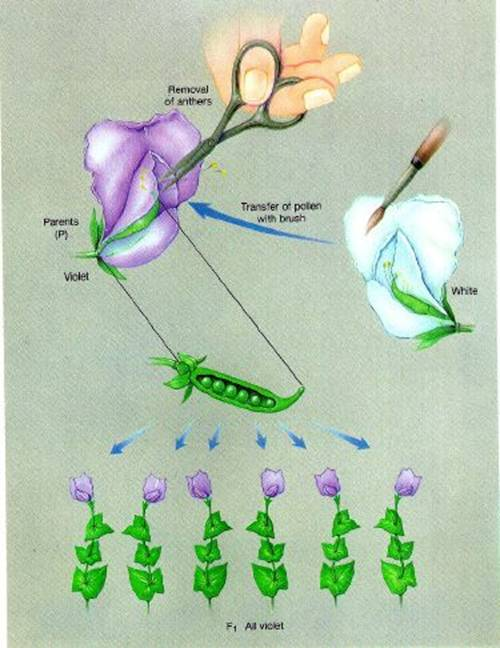 Removal
of anthers
Transfer of pollen
with brush
Parents
(P)
Violet
White
F₁ All violet